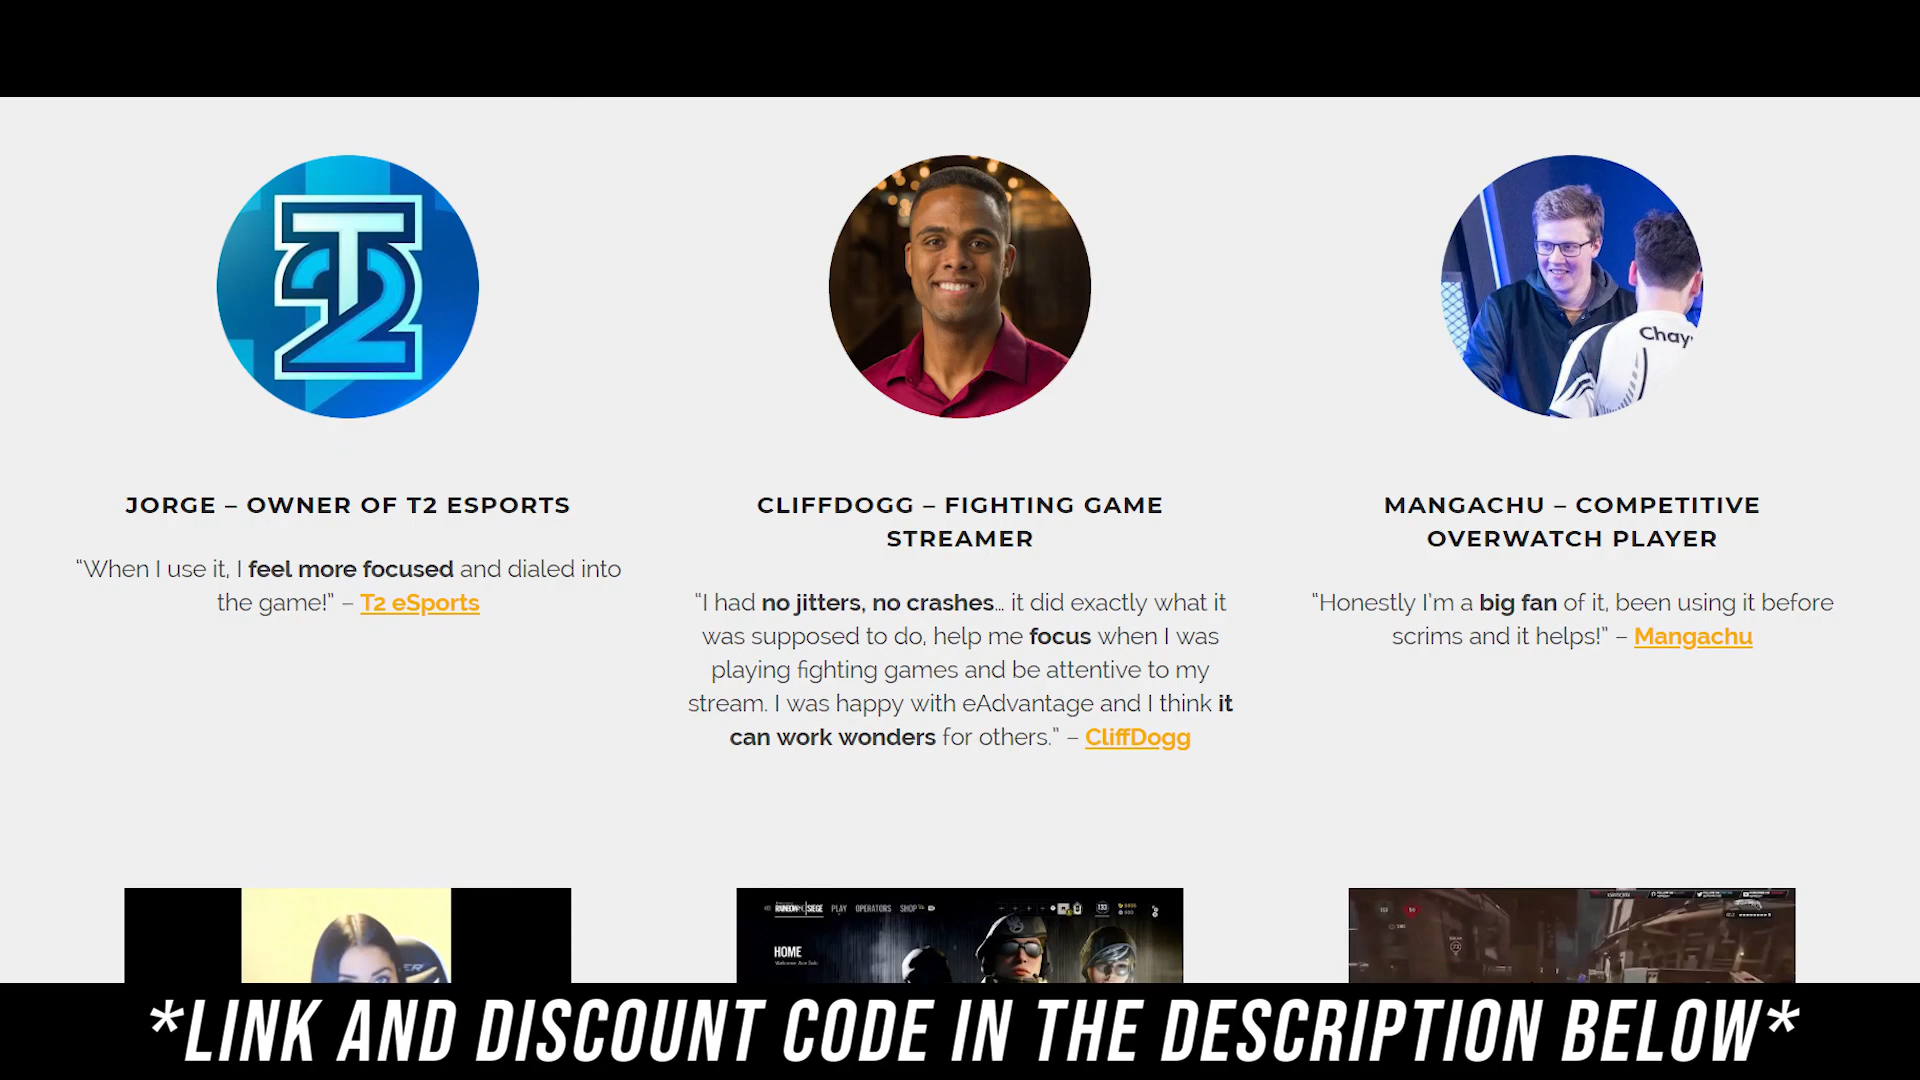 T2
Chay
JORGE – OWNER OF T2 ESPORTS
“When I use it, I feel more focused and dialed into
the game!” – T2 eSports
CLIFFDOGG – FIGHTING GAME
STREAMER
“I had no jitters, no crashes… it did exactly what it
was supposed to do, help me focus when I was
playing fighting games and be attentive to my
stream. I was happy with eAdvantage and I think it
can work wonders for others.” – CliffDogg
MANGACHU – COMPETITIVE
OVERWATCH PLAYER
“Honestly I’m a big fan of it, been using it before
scrims and it helps!” – Mangachu
RAINBOW SIEGE PLAY OPERATORS SHOP
133
HOME
*LINK AND DISCOUNT CODE IN THE DESCRIPTION BELOW*